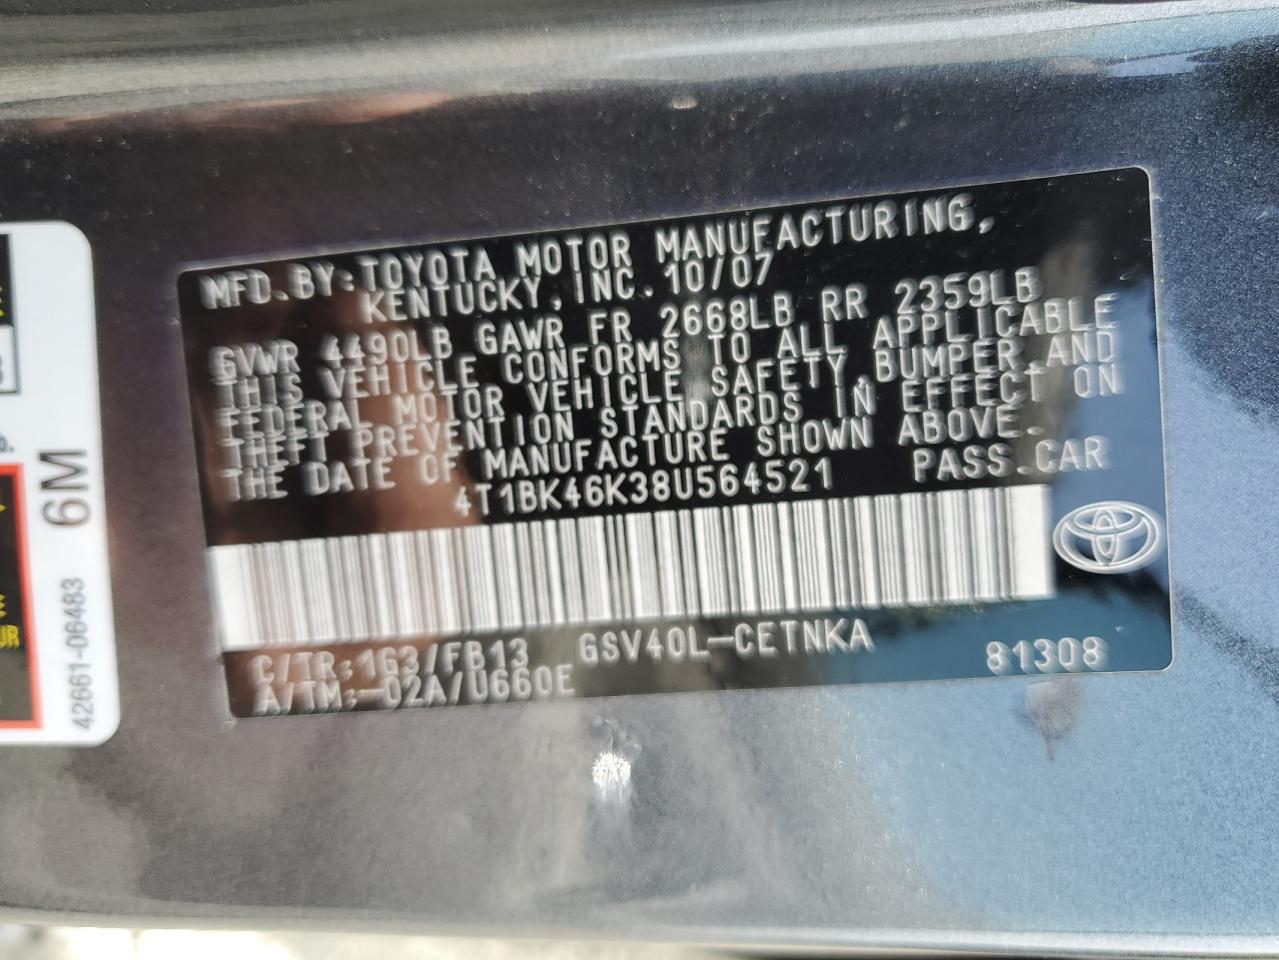 MFD.BY:TOYOTA MOTOR MANUFACTURING,
KENTUCKY,INC. 10/07
GVWR 4490LB GAWR FR 2668LB RR 2359LB
THIS VEHICLE CONFORMS TO ALL APPLICABLE
FEDERAL MOTOR VEHICLE SAFETY,BUMPER,AND
THEFT PREVENTION STANDARDS IN EFFECT ON
THE DATE OF MANUFACTURE SHOWN ABOVE.
4T1BK46K38U564521 PASS.CAR
C/TR:1G3/FB13 GSV40L-CETNKA 81308
A/TM:-02A/U660E
6M
42661-06483